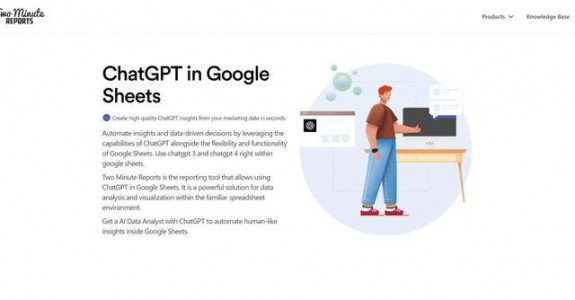 Two Minute
REPORTS
Products
Knowledge Base
ChatGPT in Google
Sheets
Create high quality ChatGPT insights from your marketing data in seconds
Automate insights and data-driven decisions by leveraging the
capabilities of ChatGPT alongside the flexibility and functionality
of Google Sheets. Use chatgpt 3 and chatgpt 4 right within
google sheets.
Two Minute Reports is the reporting tool that allows using
ChatGPT in Google Sheets. It is a powerful solution for data
analysis and visualization within the familiar spreadsheet
environment.
Get a AI Data Analyst with ChatGPT to automate human-like
insights inside Google Sheets.